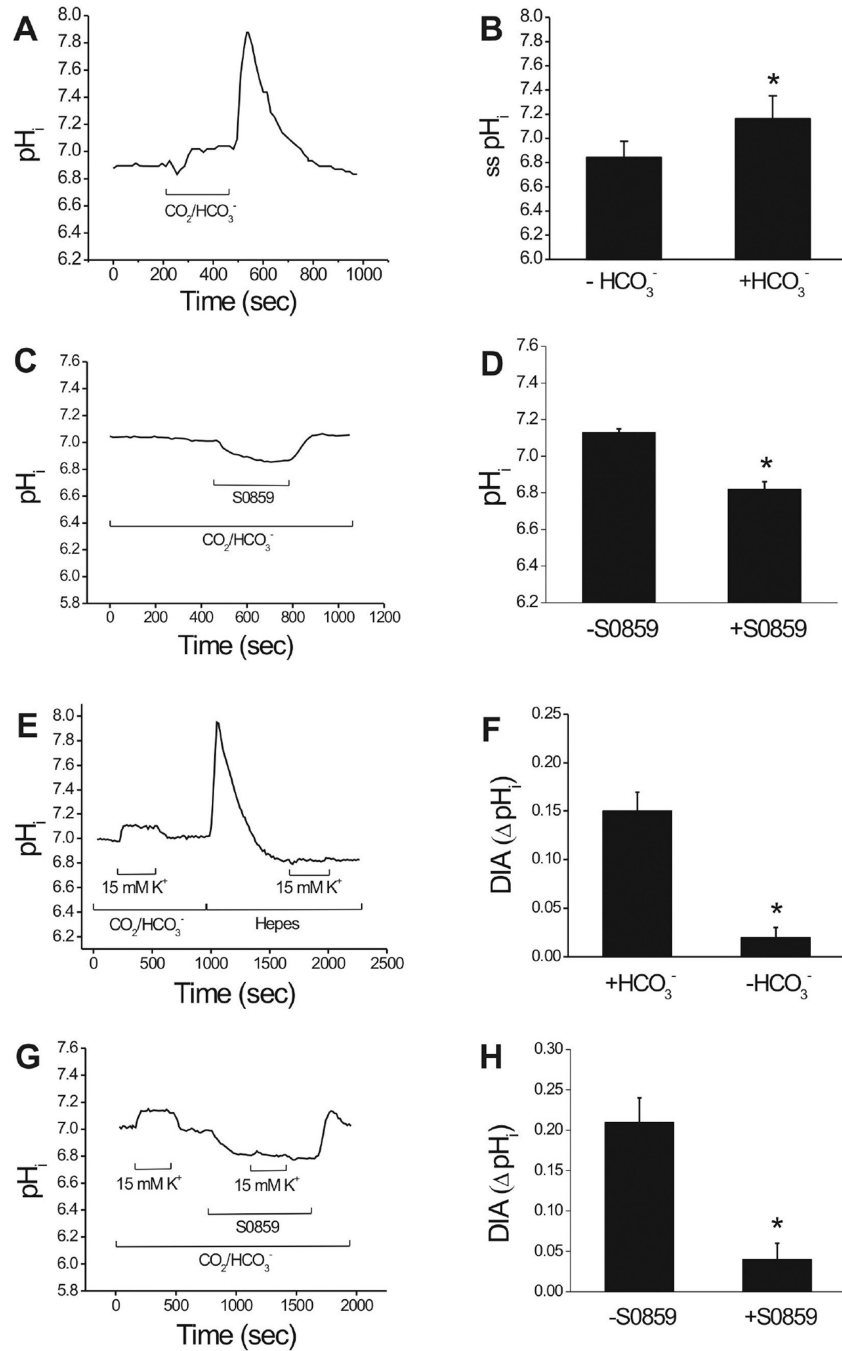 A
8.0
7.8
7.6
7.4
7.2
7.0
6.8
6.6
6.4
6.2
pHi
CO2/HCO3-
0 200 400 600 800 1000
Time (sec)
B
8.0
7.8
7.6
7.4
7.2
7.0
6.8
6.6
6.4
6.2
6.0
ss pHi
*
- HCO3- +HCO3-
C
7.6
7.4
7.2
7.0
6.8
6.6
6.4
6.2
6.0
5.8
pHi
S0859
CO2/HCO3-
0 200 400 600 800 1000 1200
Time (sec)
D
7.6
7.4
7.2
7.0
6.8
6.6
6.4
6.2
pHi
*
-S0859 +S0859
E
8.0
7.8
7.6
7.4
7.2
7.0
6.8
6.6
6.4
6.2
pHi
15 mM K+ 15 mM K+
CO2/HCO3- Hepes
0 500 1000 1500 2000 2500
Time (sec)
F
0.25
0.20
0.15
0.10
0.05
0.00
DIA (Δ pHi)
*
+HCO3- -HCO3-
G
7.6
7.4
7.2
7.0
6.8
6.6
6.4
6.2
6.0
5.8
pHi
15 mM K+ 15 mM K+
S0859
CO2/HCO3-
0 500 1000 1500 2000
Time (sec)
H
0.30
0.25
0.20
0.15
0.10
0.05
0.00
DIA (Δ pHi)
*
-S0859 +S0859